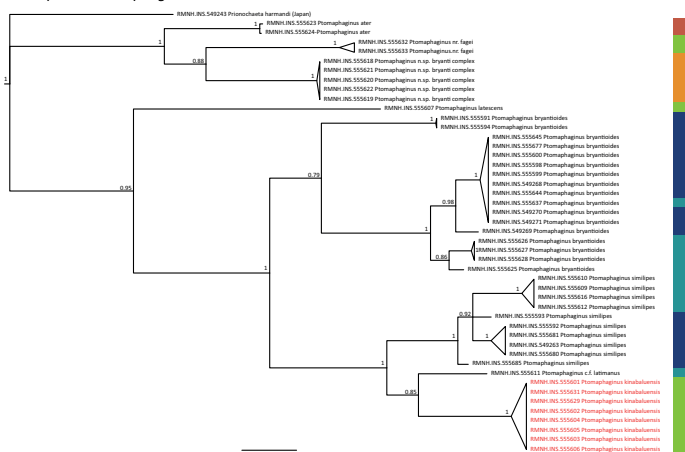 RMNH.INS.549243 Prionochaeta harmandi (Japan)
RMNH.INS.555623 Ptomaphaginus ater
RMNH.INS.555624-Ptomaphaginus ater
1
RMNH.INS.555632 Ptomaphaginus nr. fagei
1
RMNH.INS.555633 Ptomaphaginus nr. fagei
0.88
RMNH.INS.555618 Ptomaphaginus n.sp. bryanti complex
RMNH.INS.555621 Ptomaphaginus n.sp. bryanti complex
1
RMNH.INS.555620 Ptomaphaginus n.sp. bryanti complex
1
RMNH.INS.555622 Ptomaphaginus n.sp. bryanti complex
RMNH.INS.555619 Ptomaphaginus n.sp. bryanti complex
RMNH.INS.555607 Ptomaphaginus latescens
RMNH.INS.555591 Ptomaphaginus bryantioides
1
RMNH.INS.555594 Ptomaphaginus bryantioides
RMNH.INS.555645 Ptomaphaginus bryantioides
RMNH.INS.555677 Ptomaphaginus bryantioides
RMNH.INS.555600 Ptomaphaginus bryantioides
RMNH.INS.555598 Ptomaphaginus bryantioides
0.79
1
RMNH.INS.555599 Ptomaphaginus bryantioides
RMNH.INS.549268 Ptomaphaginus bryantioides
0.95
RMNH.INS.555644 Ptomaphaginus bryantioides
RMNH.INS.555637 Ptomaphaginus bryantioides
0.98
RMNH.INS.549270 Ptomaphaginus bryantioides
RMNH.INS.549271 Ptomaphaginus bryantioides
RMNH.INS.549269 Ptomaphaginus bryantioides
1
RMNH.INS.555626 Ptomaphaginus bryantioides
1
RMNH.INS.555627 Ptomaphaginus bryantioides
0.86
RMNH.INS.555628 Ptomaphaginus bryantioides
RMNH.INS.555625 Ptomaphaginus bryantioides
1
RMNH.INS.555610 Ptomaphaginus similipes
RMNH.INS.555609 Ptomaphaginus similipes
1
RMNH.INS.555616 Ptomaphaginus similipes
RMNH.INS.555612 Ptomaphaginus similipes
0.92
RMNH.INS.555593 Ptomaphaginus similipes
RMNH.INS.555592 Ptomaphaginus similipes
RMNH.INS.555681 Ptomaphaginus similipes
1
1
RMNH.INS.549263 Ptomaphaginus similipes
RMNH.INS.555680 Ptomaphaginus similipes
1
RMNH.INS.555685 Ptomaphaginus similipes
RMNH.INS.555611 Ptomaphaginus c.f. latimanus
RMNH.INS.555601 Ptomaphaginus kinabaluensis
0.85
RMNH.INS.555631 Ptomaphaginus kinabaluensis
RMNH.INS.555629 Ptomaphaginus kinabaluensis
RMNH.INS.555602 Ptomaphaginus kinabaluensis
1
RMNH.INS.555604 Ptomaphaginus kinabaluensis
RMNH.INS.555605 Ptomaphaginus kinabaluensis
RMNH.INS.555603 Ptomaphaginus kinabaluensis
RMNH.INS.555606 Ptomaphaginus kinabaluensis